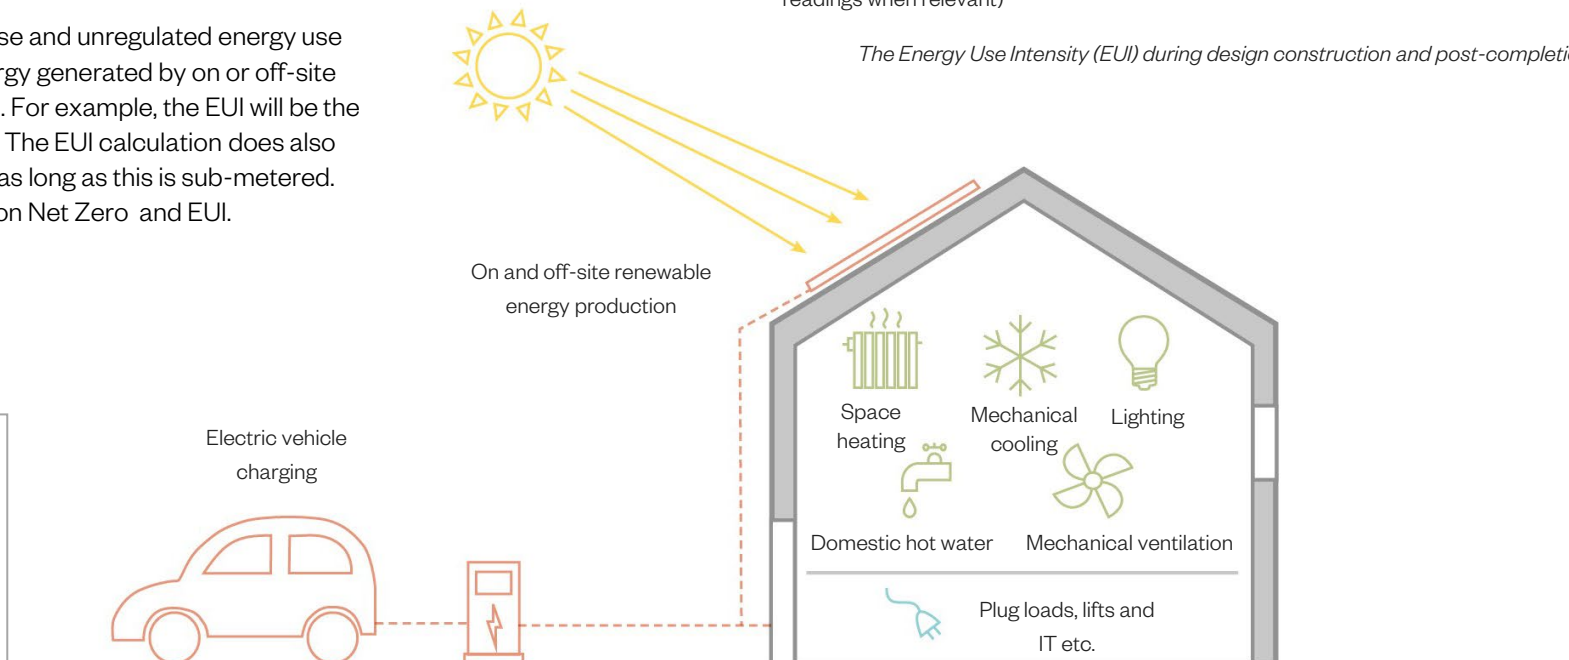 readings when relevant)
se and unregulated energy use
rgy generated by on or off-site
. For example, the EUI will be the
The EUI calculation does also
as long as this is sub-metered.
on Net Zero and EUI.
The Energy Use Intensity (EUI) during design construction and post-completi
On and off-site renewable
energy production
Electric vehicle
charging
Space
heating
Mechanical
cooling
Lighting
Domestic hot water
Mechanical ventilation
Plug loads, lifts and
IT etc.